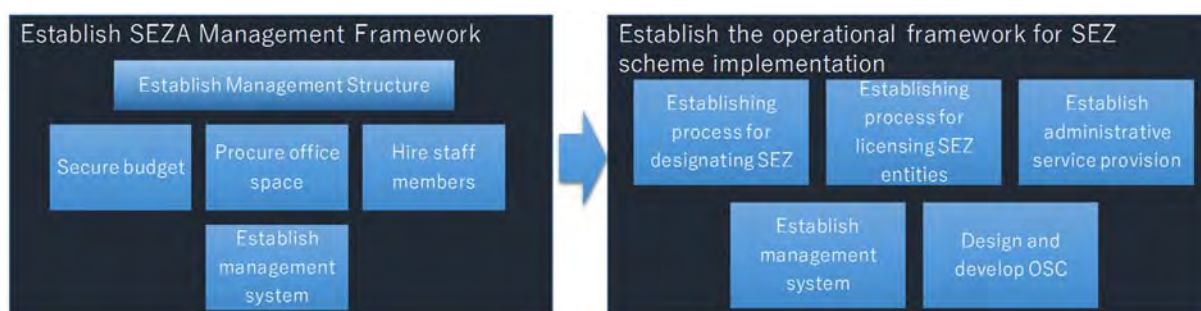 Establish SEZA Management Framework
Establish Management Structure
Secure budget
Procure office
space
Hire staff
members
Establish
management
system
Establish the operational framework for SEZ
scheme implementation
Establishing
process for
designating SEZ
Establishing
process for
licensing SEZ
entities
Establish
administrative
service provision
Establish
management
system
Design and
develop OSC